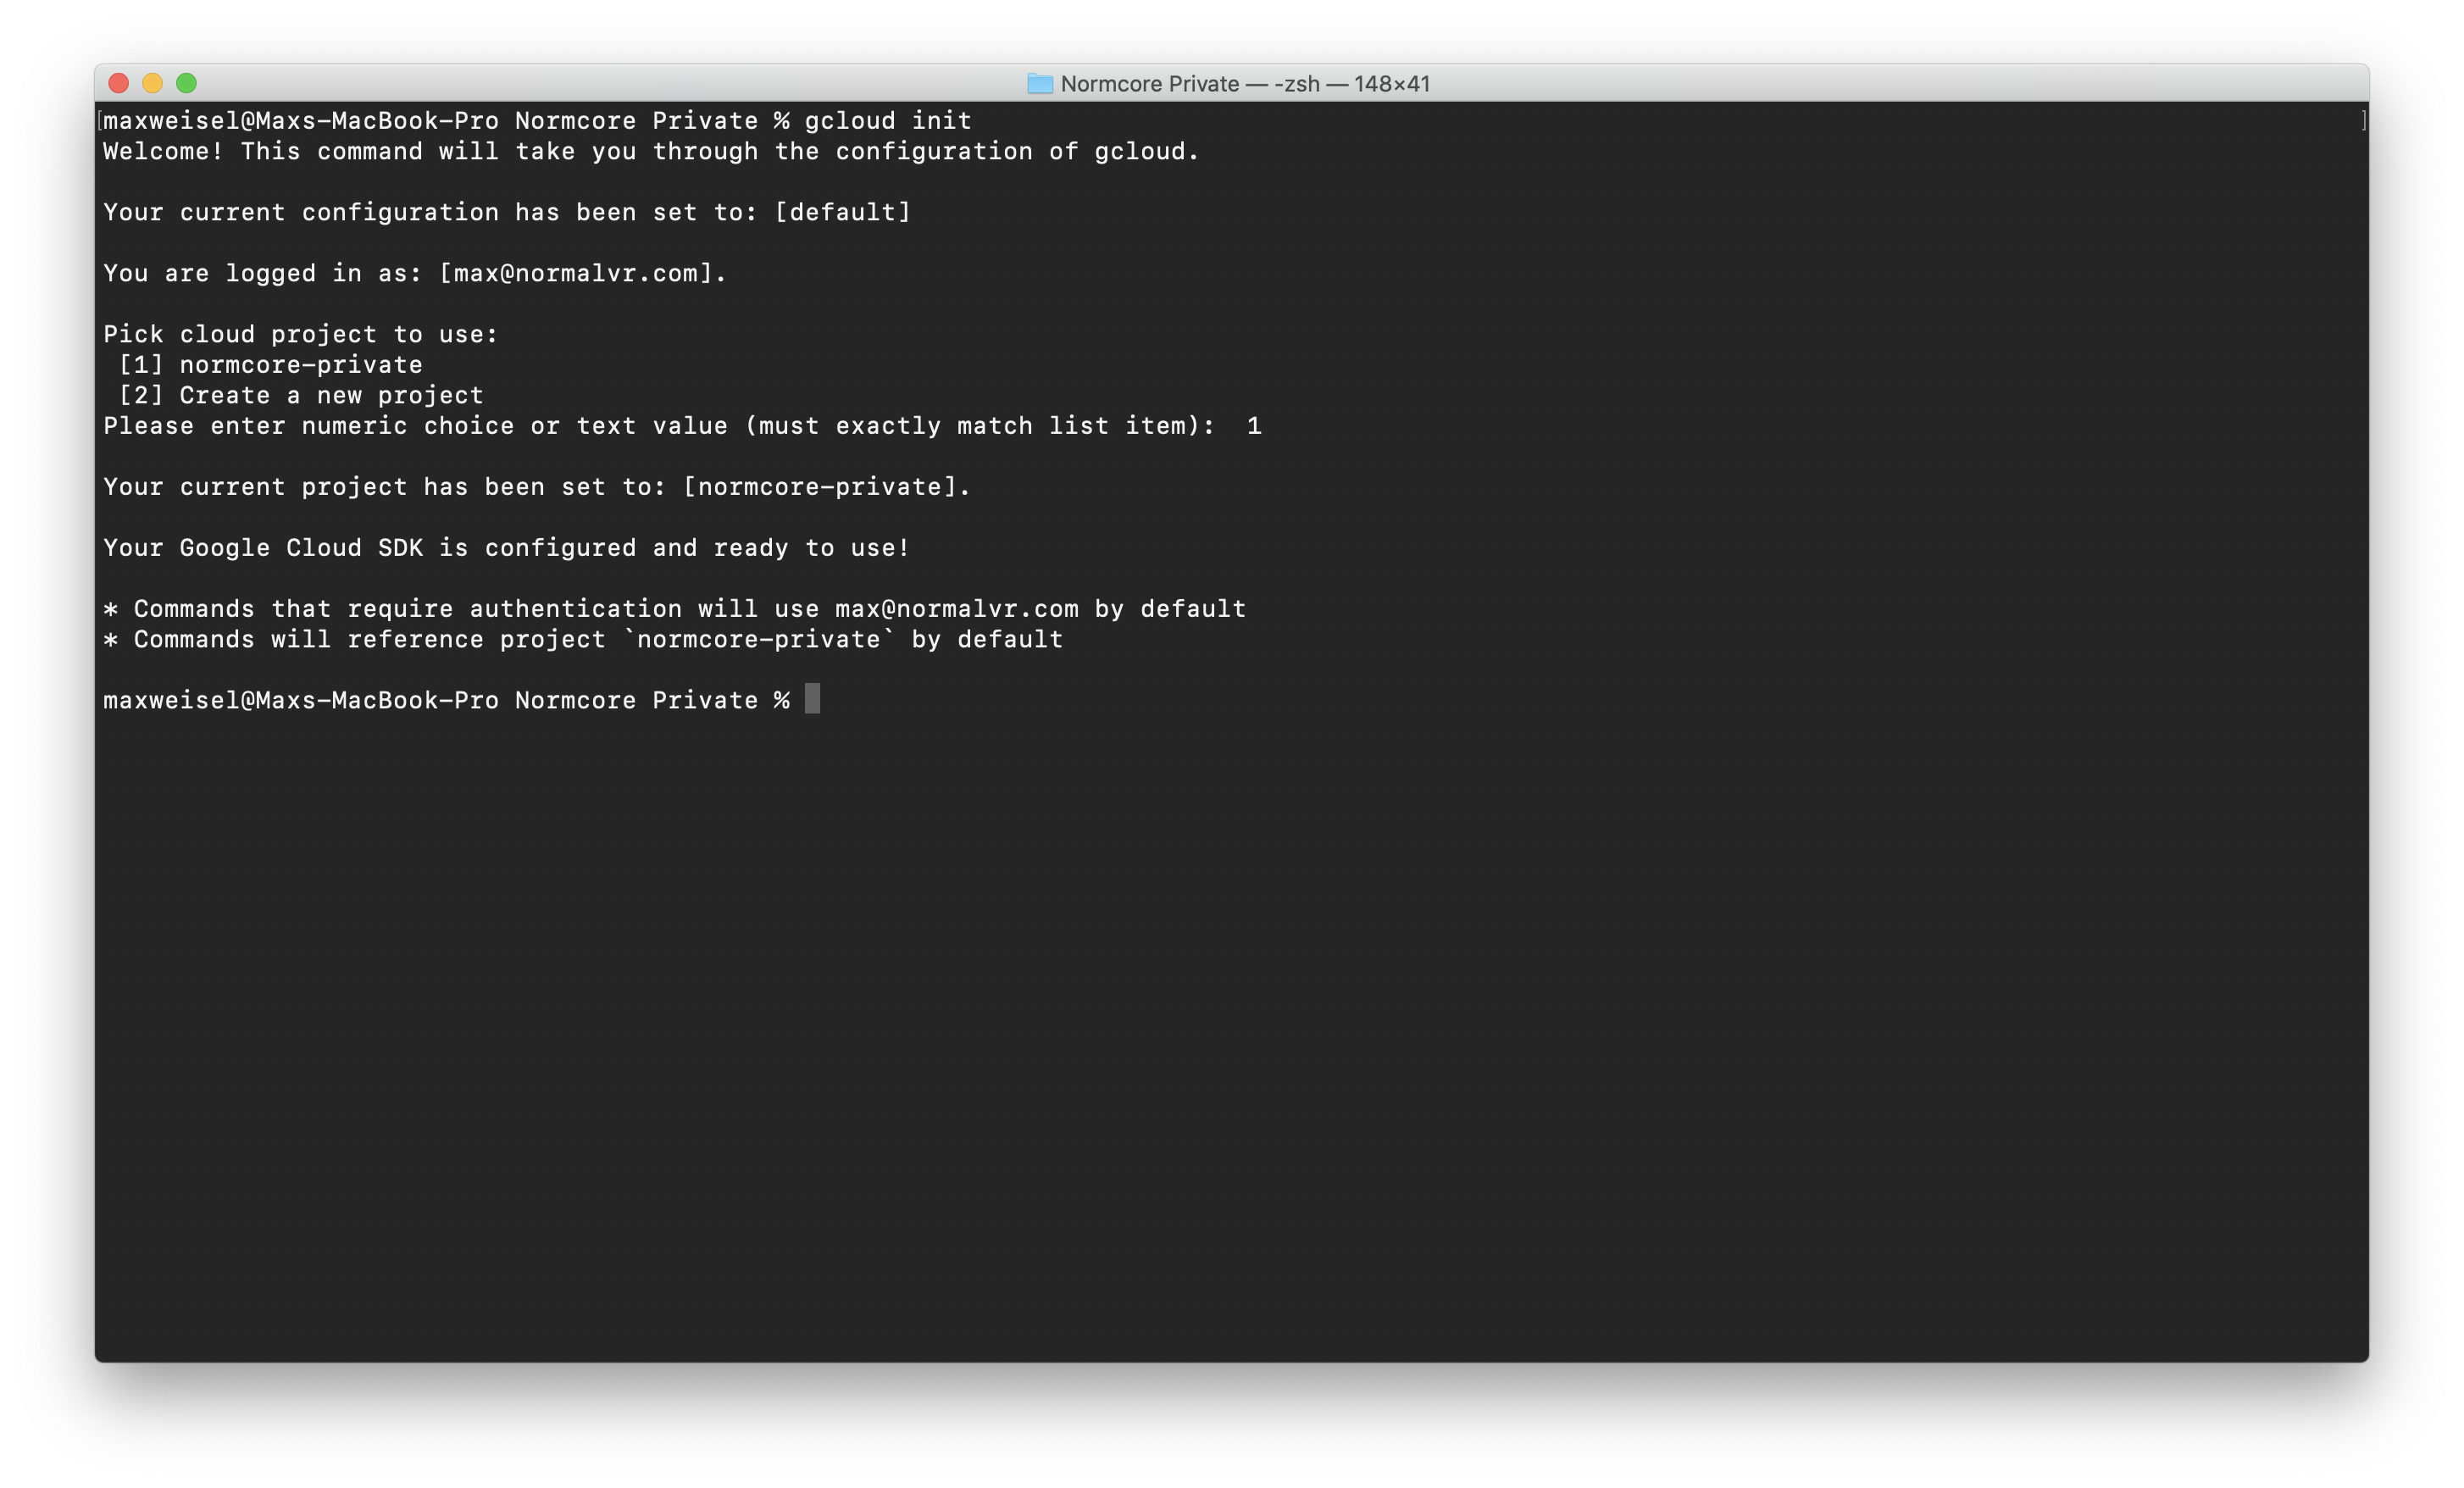 Normcore Private — -zsh — 148×41
[maxweisel@Maxs-MacBook-Pro Normcore Private % gcloud init ]
Welcome! This command will take you through the configuration of gcloud.
Your current configuration has been set to: [default]
You are logged in as: [max@normalvr.com].
Pick cloud project to use:
[1] normcore-private
[2] Create a new project
Please enter numeric choice or text value (must exactly match list item):  1
Your current project has been set to: [normcore-private].
Your Google Cloud SDK is configured and ready to use!
* Commands that require authentication will use max@normalvr.com by default
* Commands will reference project `normcore-private` by default
maxweisel@Maxs-MacBook-Pro Normcore Private %